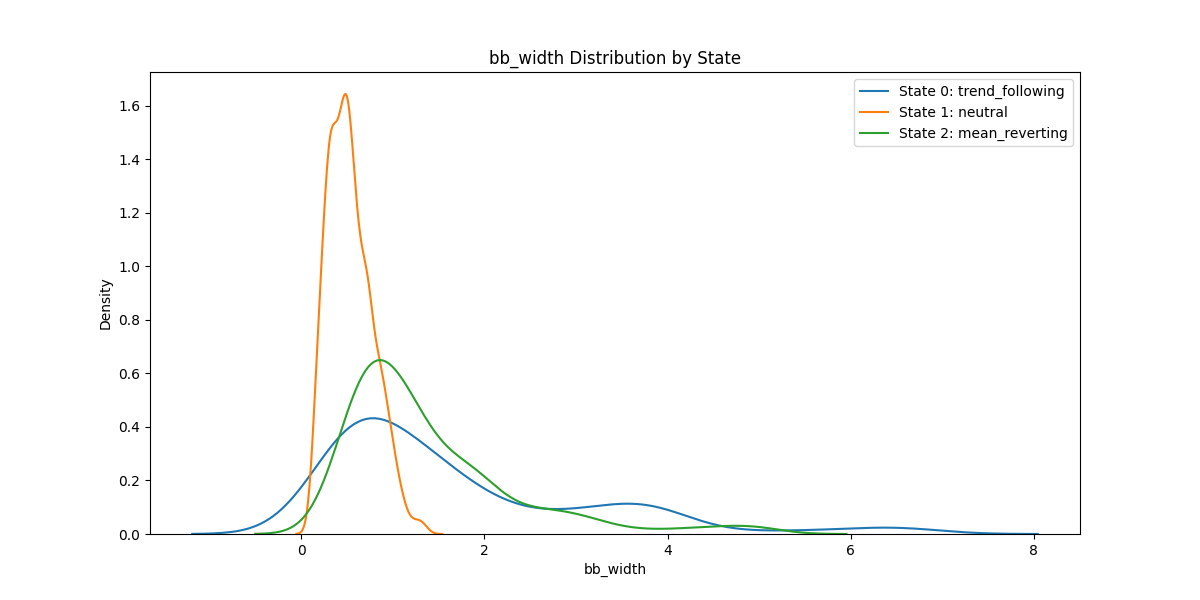 bb_width Distribution by State
State 0: trend_following
State 1: neutral
State 2: mean_reverting
Density
1.6
1.4
1.2
1.0
0.8
0.6
0.4
0.2
0.0
0 2 4 6 8
bb_width